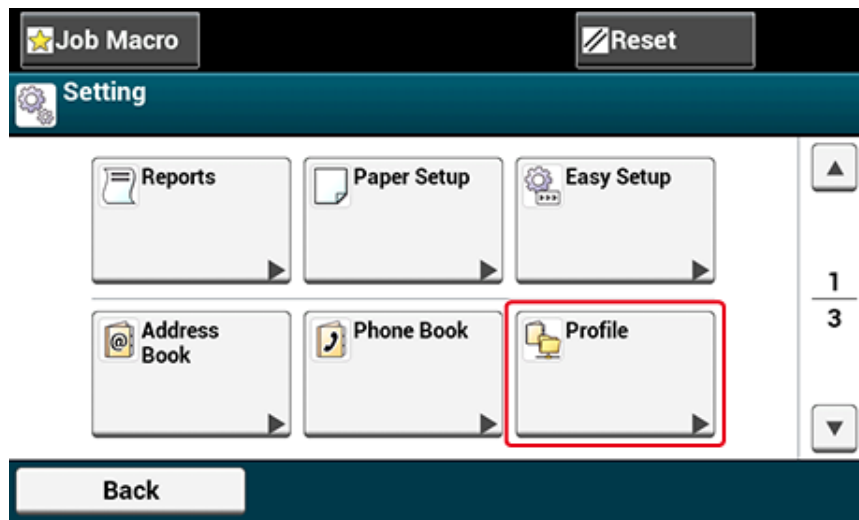 Job Macro
Reset
Setting
Reports
Paper Setup
Easy Setup
1
3
Address
Book
Phone Book
Profile
Back